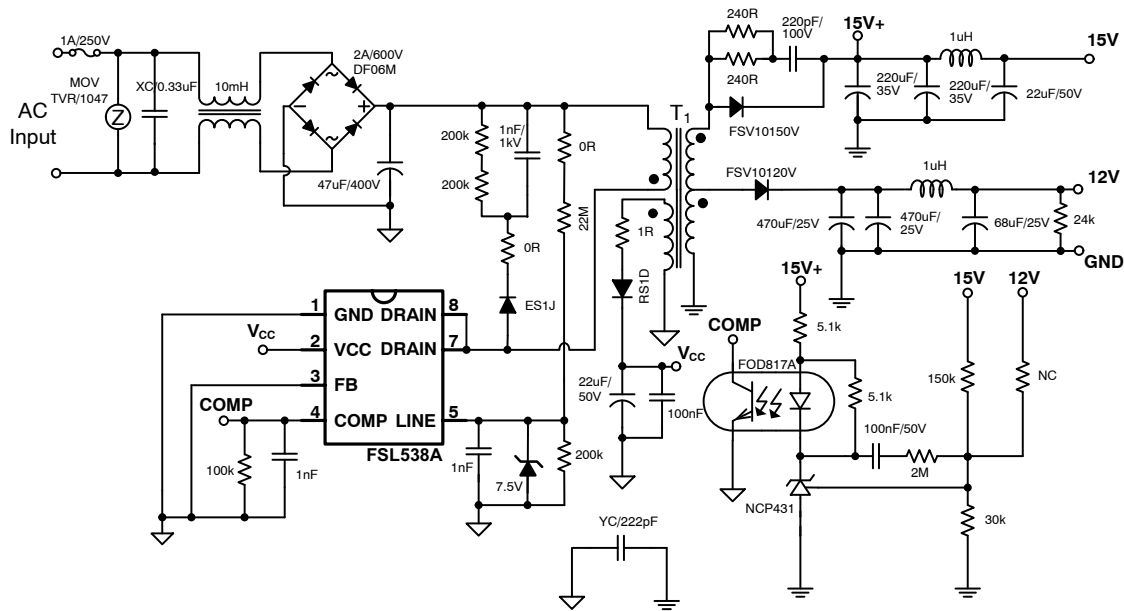 1A/250V
MOV
TVR/1047
Z
AC
Input
XC/0.33uF
10mH
2A/600V
DF06M
~
~
−
+
47uF/400V
200k
200k
1nF/
1kV
0R
0R
22M
ES1J
T1
1R
RS1D
22uF/
50V
100nF
VCC
240R
240R
220pF/
100V
FSV10150V
15V+
220uF/
35V
220uF/
35V
1uH
22uF/50V
15V
FSV10120V
470uF/25V
470uF/
25V
1uH
68uF/25V
24k
12V
GND
1 GND DRAIN 8
2 VCC DRAIN 7
3 FB
4 COMP LINE 5
FSL538A
VCC
COMP
100k
1nF
1nF
7.5V
200k
YC/222pF
COMP
FOD817A
15V+
5.1k
5.1k
100nF/50V
2M
NCP431
15V
12V
150k
NC
30k